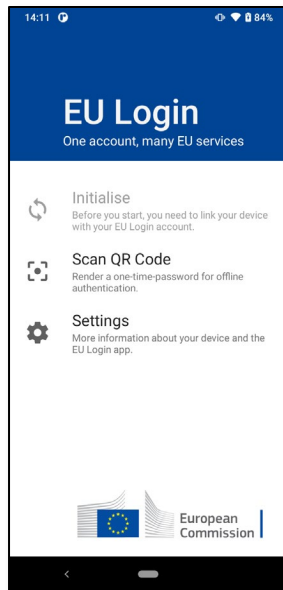 14:11 84%
EU Login
One account, many EU services
Initialise
Before you start, you need to link your device
with your EU Login account.
Scan QR Code
Render a one-time-password for offline
authentication.
Settings
More information about your device and the
EU Login app.
European
Commission